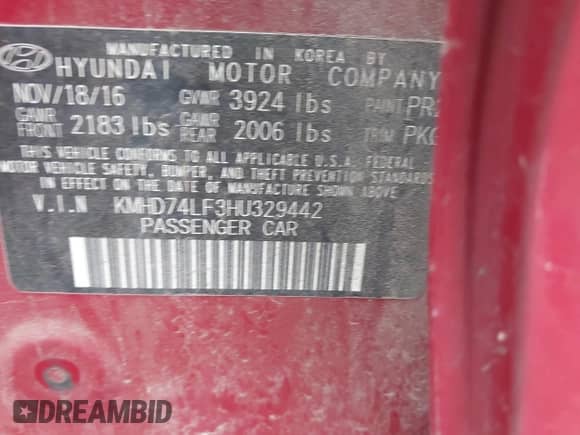 MANUFACTURED IN KOREA BY
HYUNDAI MOTOR COMPANY
NOV/18/16 GVWR 3924 lbs PAINT
GAWR FRONT 2183 lbs GAWR REAR 2006 lbs TRIM
THIS VEHICLE CONFORMS TO ALL APPLICABLE U.S.A. FEDERAL
MOTOR VEHICLE SAFETY, BUMPER, AND THEFT PREVENTION STANDARDS
IN EFFECT ON THE DATE OF MANUFACTURE SHOWN ABOVE.
V.I.N KMHD74LF3HU329442
PASSENGER CAR
DREAMBID